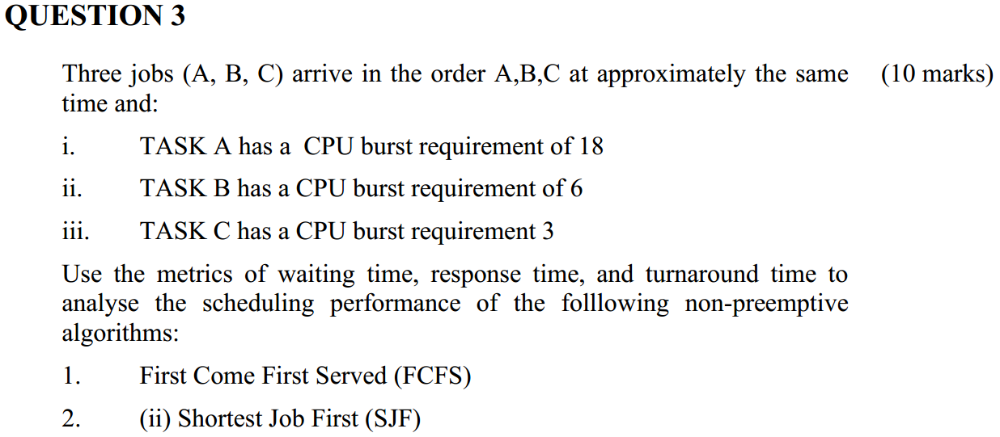 QUESTION 3
Three jobs (A, B, C) arrive in the order A,B,C at approximately the same (10 marks)
time and:
i. TASK A has a CPU burst requirement of 18
ii. TASK B has a CPU burst requirement of 6
iii. TASK C has a CPU burst requirement 3
Use the metrics of waiting time, response time, and turnaround time to
analyse the scheduling performance of the folllowing non-preemptive
algorithms:
1. First Come First Served (FCFS)
2. (ii) Shortest Job First (SJF)